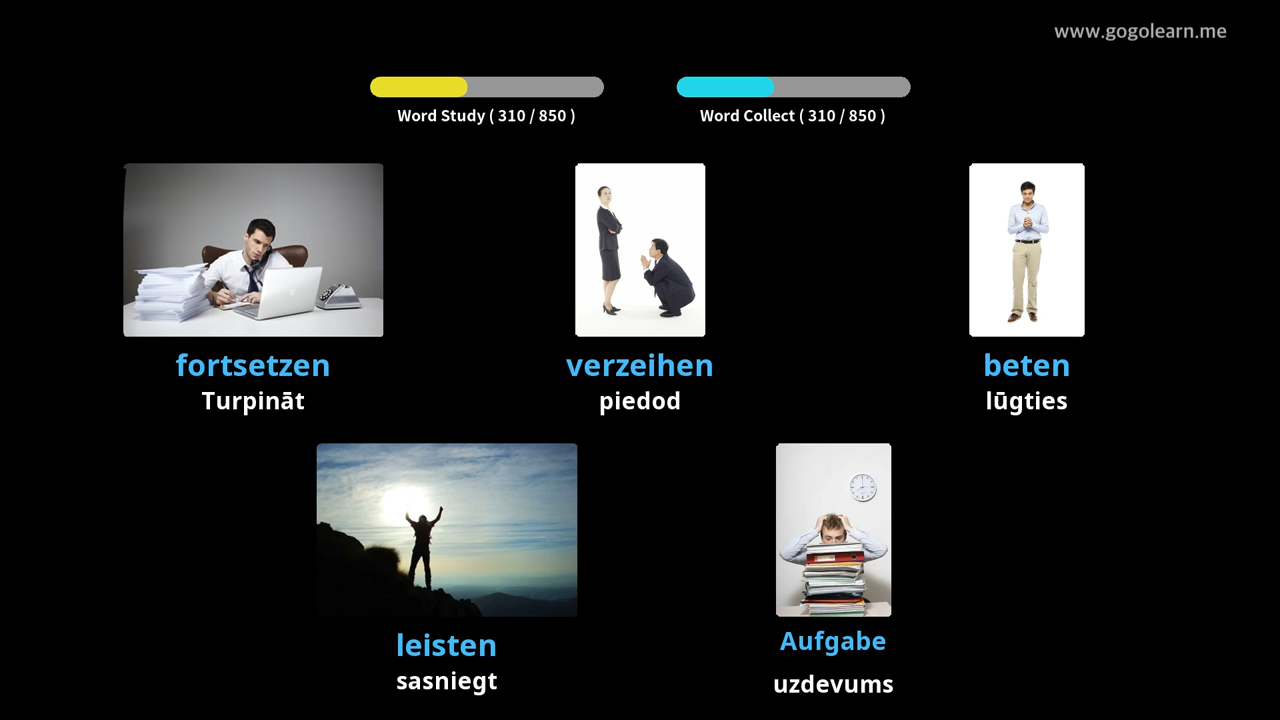 www.gogolearn.me
Word Study ( 310 / 850 )
Word Collect ( 310 / 850 )
fortsetzen
Turpināt
verzeihen
piedod
beten
lūgties
leisten
sasniegt
Aufgabe
uzdevums